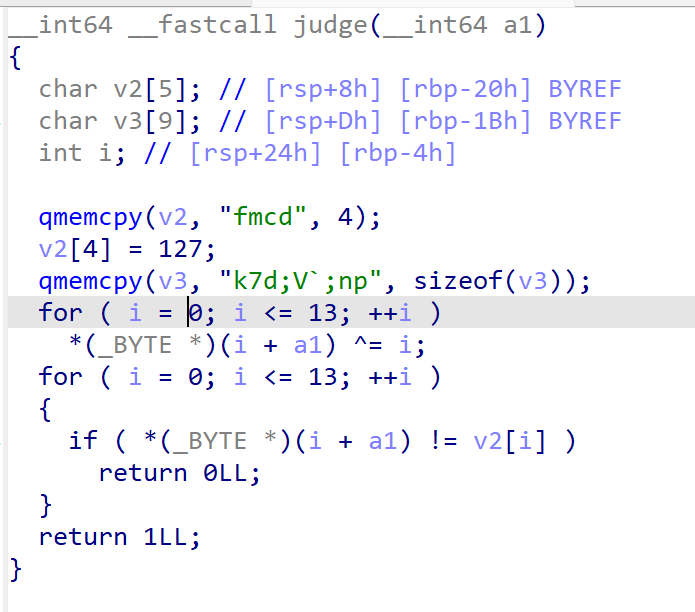 __int64 __fastcall judge(__int64 a1)
{
  char v2[5]; // [rsp+8h] [rbp-20h] BYREF
  char v3[9]; // [rsp+Dh] [rbp-1Bh] BYREF
  int i; // [rsp+24h] [rbp-4h]

  qmemcpy(v2, "fmcd", 4);
  v2[4] = 127;
  qmemcpy(v3, "k7d;V`;np", sizeof(v3));
  for ( i = 0; i <= 13; ++i )
    *(_BYTE *)(i + a1) ^= i;
  for ( i = 0; i <= 13; ++i )
  {
    if ( *(_BYTE *)(i + a1) != v2[i] )
      return 0LL;
  }
  return 1LL;
}